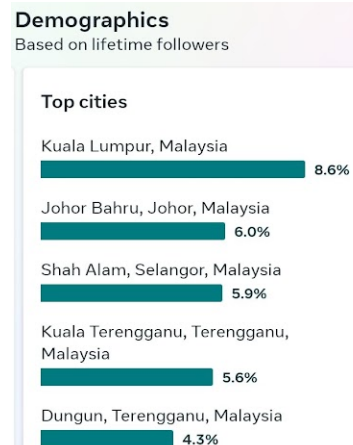 Demographics
Based on lifetime followers
Top cities
Kuala Lumpur, Malaysia
8.6%
Johor Bahru, Johor, Malaysia
6.0%
Shah Alam, Selangor, Malaysia
5.9%
Kuala Terengganu, Terengganu,
Malaysia
5.6%
Dungun, Terengganu, Malaysia
4.3%